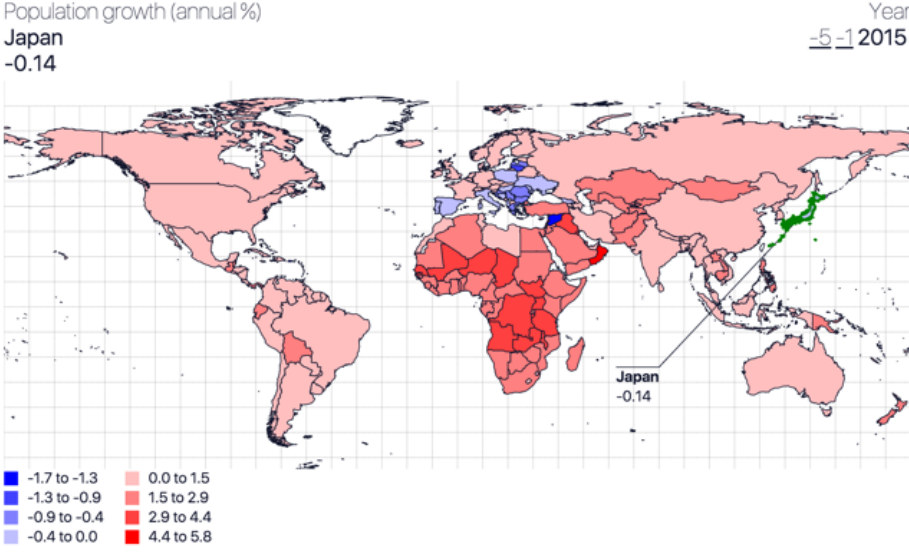 Population growth (annual %)
Year
Japan
-5 -1 2015
-0.14
Japan
-0.14
-1.7 to -1.3
0.0 to 1.5
-1.3 to -0.9
1.5 to 2.9
-0.9 to -0.4
2.9 to 4.4
-0.4 to 0.0
4.4 to 5.8